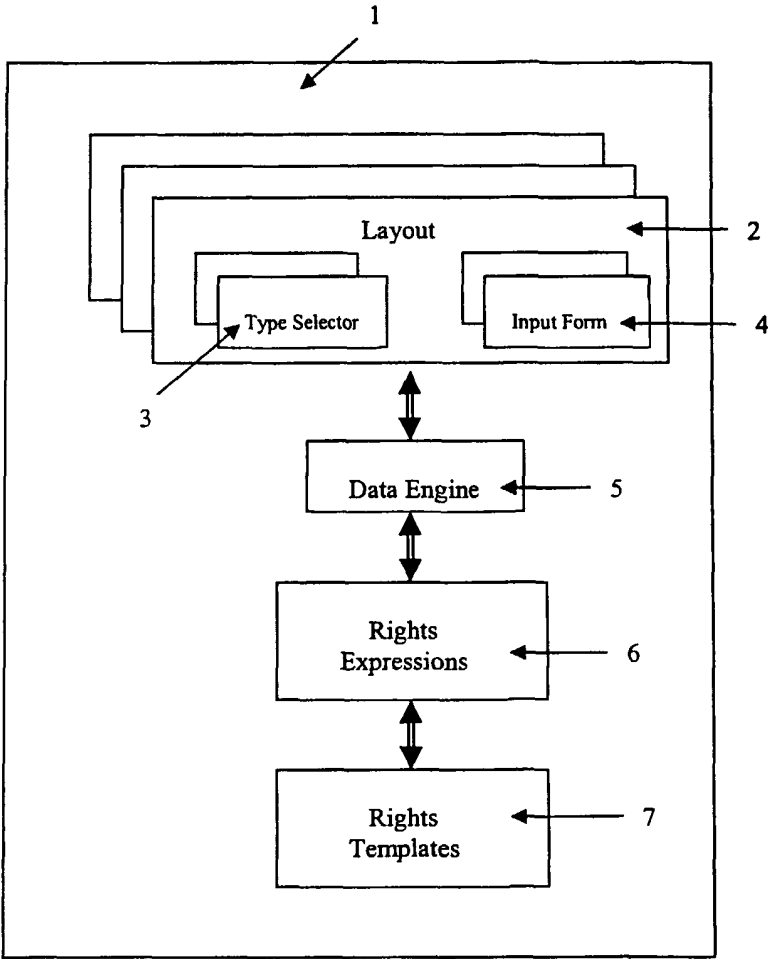 1
Layout
2
Type Selector
Input Form
4
3
Data Engine
5
Rights
Expressions
6
Rights
Templates
7